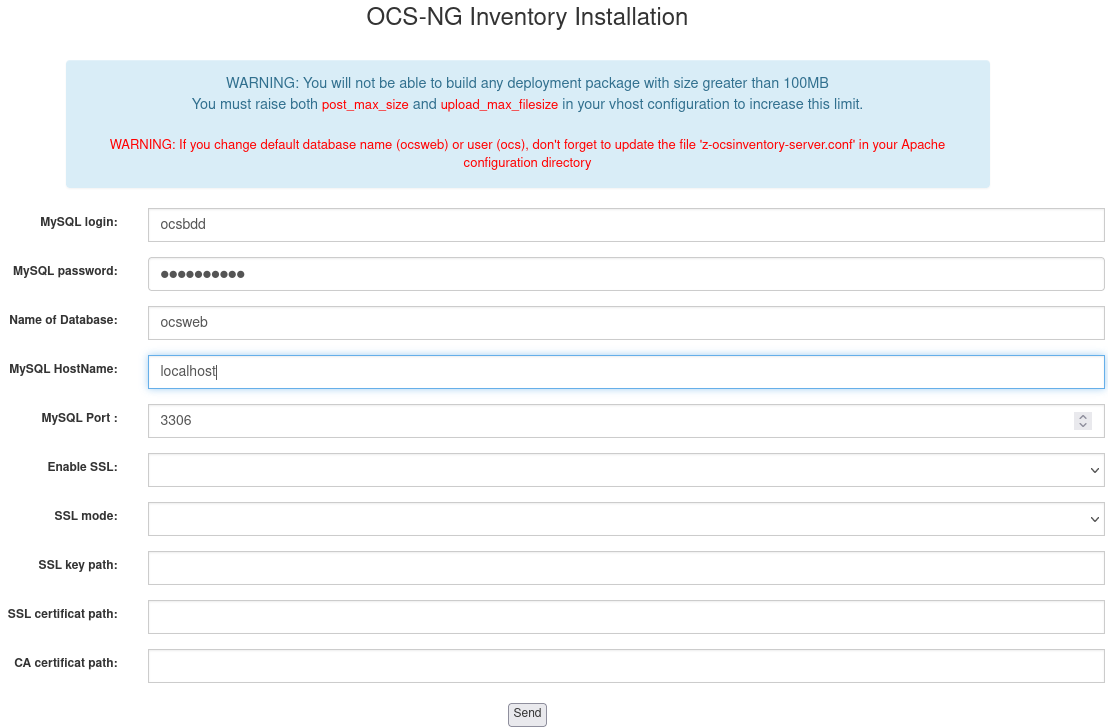 OCS-NG Inventory Installation
WARNING: You will not be able to build any deployment package with size greater than 100MB
You must raise both post_max_size and upload_max_filesize in your vhost configuration to increase this limit.
WARNING: If you change default database name (ocsweb) or user (ocs), don't forget to update the file 'z-ocsinventory-server.conf' in your Apache
configuration directory
MySQL login: ocsbdd
MySQL password: ●●●●●●●●●●
Name of Database: ocsweb
MySQL HostName: localhost
MySQL Port : 3306
Enable SSL:
SSL mode:
SSL key path:
SSL certificat path:
CA certificat path:
Send